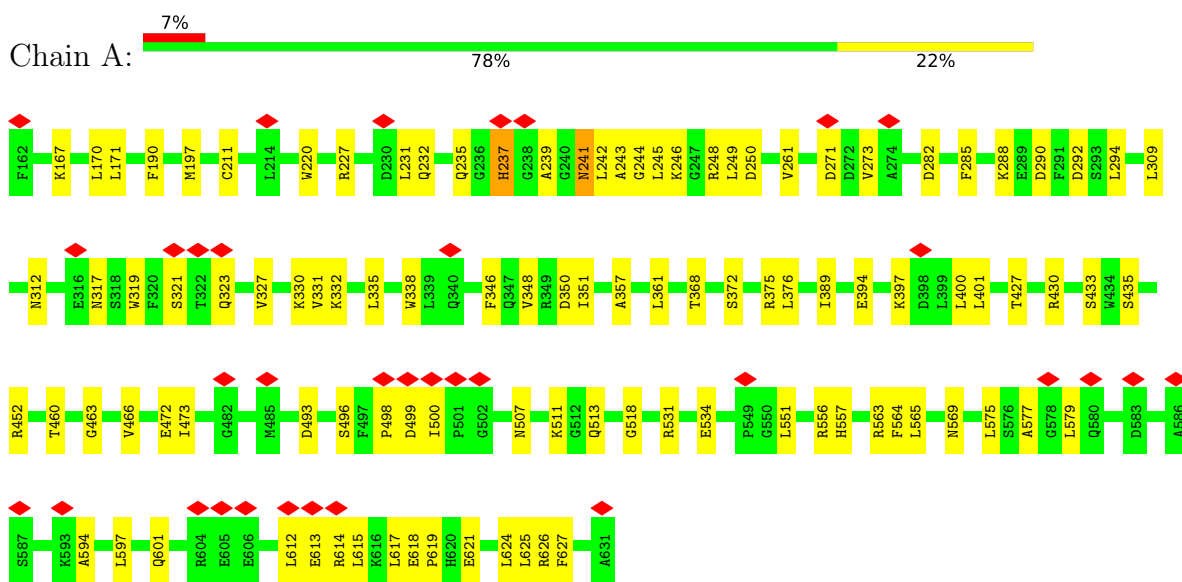 7%
Chain A:
78% 22%
F162 K167 L170 L171 F190 M197 C211 L214 W220 R227 D230 L231 Q232 Q235 G236 H237 G238 A239 G240 N241 L242 A243 G244 L245 K246 G247 R248 L249 D250 V261 D271 D272 V273 A274 D282 F285 K288 E289 D290 F291 D292 S293 L294 L309
N312 E316 N317 S318 W319 F320 S321 T322 Q323 V327 K330 V331 K332 L335 W338 L339 Q340 F346 Q347 V348 R349 D350 I351 A357 L361 T368 S372 R375 L376 I389 E394 K397 D398 L399 L400 L401 T427 R430 S433 W434 S435
R452 T460 G463 V466 E472 I473 G482 M485 D493 S496 F497 P498 D499 I500 P501 G502 N507 K511 G512 Q513 G518 R531 E534 P549 G550 L551 R556 H557 R563 F564 L565 N569 L575 S576 A577 G578 L579 Q580 D583 A586
S587 K593 A594 L597 Q601 R604 E605 E606 L612 E613 R614 L615 K616 L617 E618 P619 H620 E621 L624 L625 R626 F627 A631